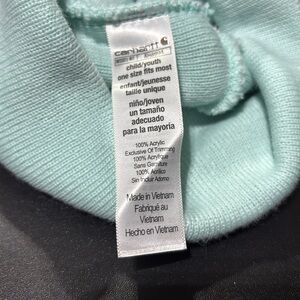 carhartt
child/youth
one size fits most
enfant/jeunesse
taille unique
niño/joven
un tamaño
adecuado
para la mayoría
100% Acrylic
Exclusive Of Trimming
100% Acrylique
Sans Garniture
100% Acrílico
Sin Incluir Adorno
Made in Vietnam
Fabriqué au
Vietnam
Hecho en Vietnam